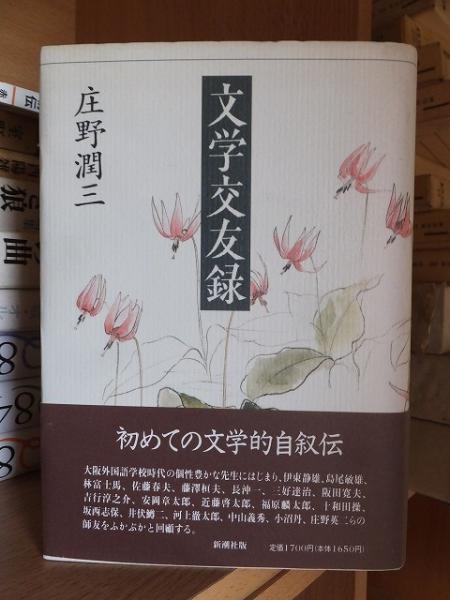 文学交友録
庄野潤三
初めての文学的自叙伝
大阪外国語学校時代の個性豊かな先生にはじまり、伊東静雄、島尾敏雄、
林富士馬、佐藤春夫、藤澤桓夫、長沖一、三好達治、阪田寛夫、
吉行淳之介、安岡章太郎、近藤啓太郎、福原麟太郎、十和田操、
坂西志保、井伏鱒二、河上徹太郎、中山義秀、小沼丹、庄野英二らの
師友をふかぶかと回顧する。
新潮社版
定価1700円(本体1650円)